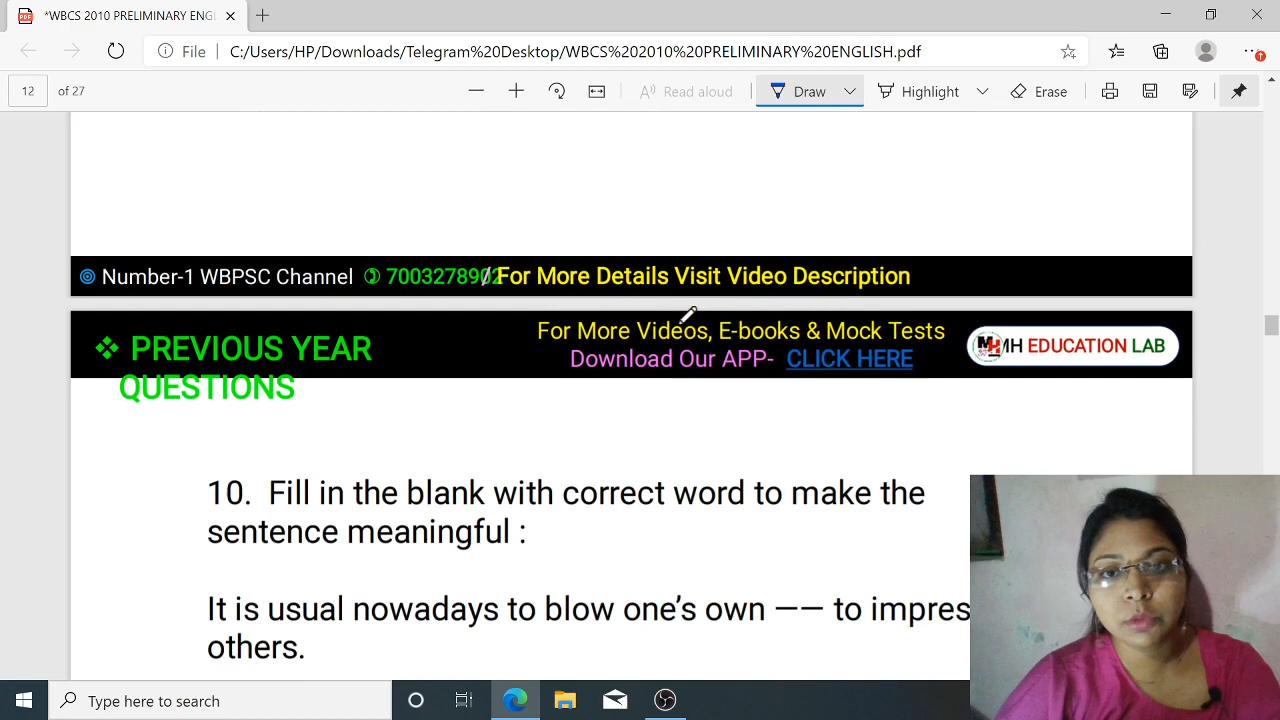 *WBCS 2010 PRELIMINARY ENGL
File C:/Users/HP/Downloads/Telegram%20Desktop/WBCS%202010%20PRELIMINARY%20ENGLISH.pdf
12 of 27 Read aloud Draw Highlight Erase
Number-1 WBPSC Channel 7003278902 / For More Details Visit Video Description
PREVIOUS YEAR
QUESTIONS
For More Videos, E-books & Mock Tests
Download Our APP- CLICK HERE
MH EDUCATION LAB
10. Fill in the blank with correct word to make the
sentence meaningful :
It is usual nowadays to blow one’s own —— to impres
others.
Type here to search